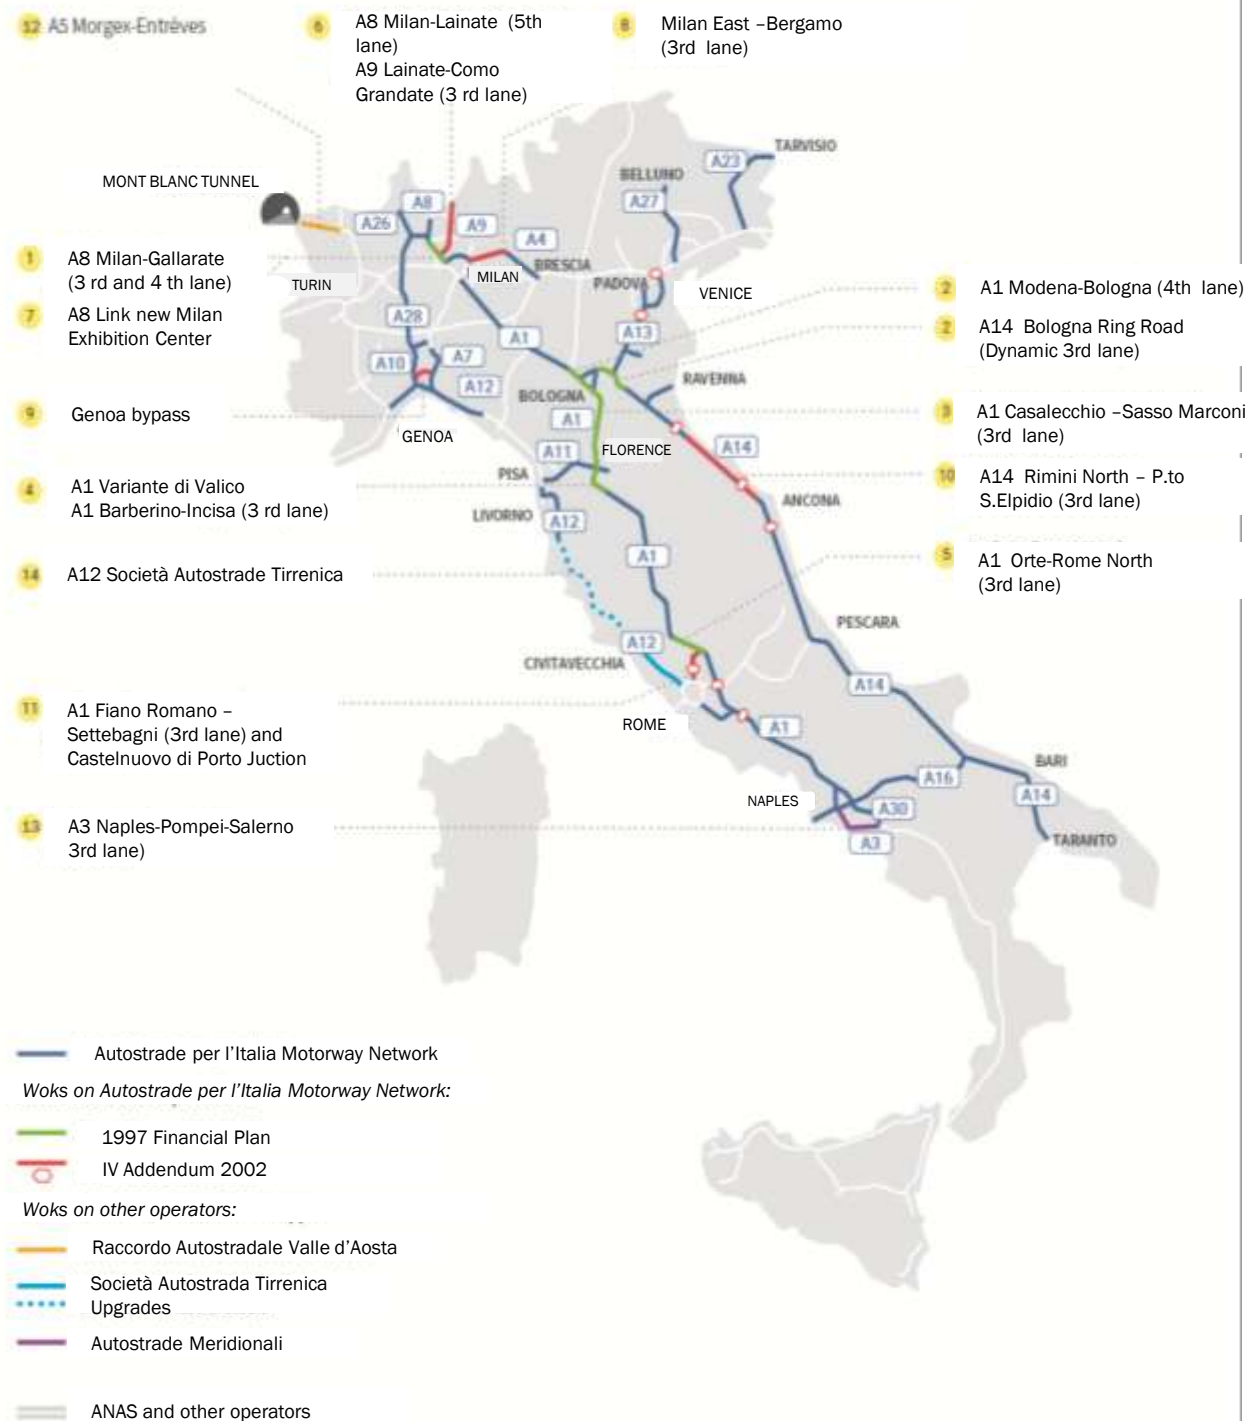 12 A5 Morgex-Entrèves
6 A8 Milan-Lainate (5th
lane)
A9 Lainate-Como
Grandate (3 rd lane)
8 Milan East –Bergamo
(3rd lane)
TARVISIO
A23
BELLUNO
A27
MONT BLANC TUNNEL
A8
A26
A9
A4
1 A8 Milan-Gallarate
(3 rd and 4 th lane)
BRESCIA
MILAN
TURIN
PADOVA
VENICE
2 A1 Modena-Bologna (4th lane)
7 A8 Link new Milan
Exhibition Center
A28
A1
A13
2 A14 Bologna Ring Road
(Dynamic 3rd lane)
A10
A7
A12
RAVENNA
BOLOGNA
9 Genoa bypass
A1
3 A1 Casalecchio –Sasso Marconi
(3rd lane)
GENOA
A11
FLORENCE
A14
PISA
10 A14 Rimini North – P.to
S.Elpidio (3rd lane)
4 A1 Variante di Valico
A1 Barberino-Incisa (3 rd lane)
ANCONA
LIVORNO
A12
A1
5 A1 Orte-Rome North
(3rd lane)
14 A12 Società Autostrade Tirrenica
PESCARA
A12
CIVITAVECCHIA
A14
11 A1 Fiano Romano –
Settebagni (3rd lane) and
Castelnuovo di Porto Juction
ROME
A1
BARI
A16
A14
NAPLES
A30
13 A3 Naples-Pompei-Salerno
3rd lane)
A3
TARANTO
Autostrade per l’Italia Motorway Network
Woks on Autostrade per l’Italia Motorway Network:
1997 Financial Plan
IV Addendum 2002
Woks on other operators:
Raccordo Autostradale Valle d’Aosta
Società Autostrada Tirrenica
Upgrades
Autostrade Meridionali
ANAS and other operators